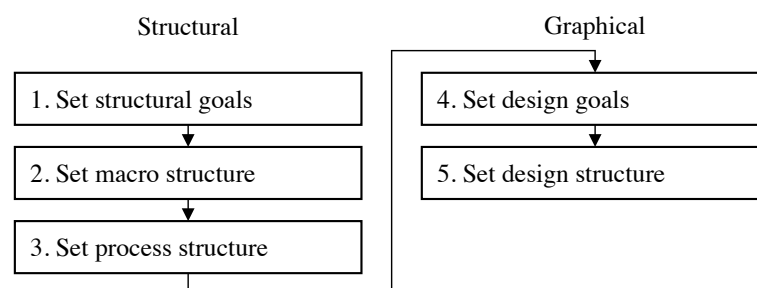 Structural
1. Set structural goals
2. Set macro structure
3. Set process structure
Graphical
4. Set design goals
5. Set design structure